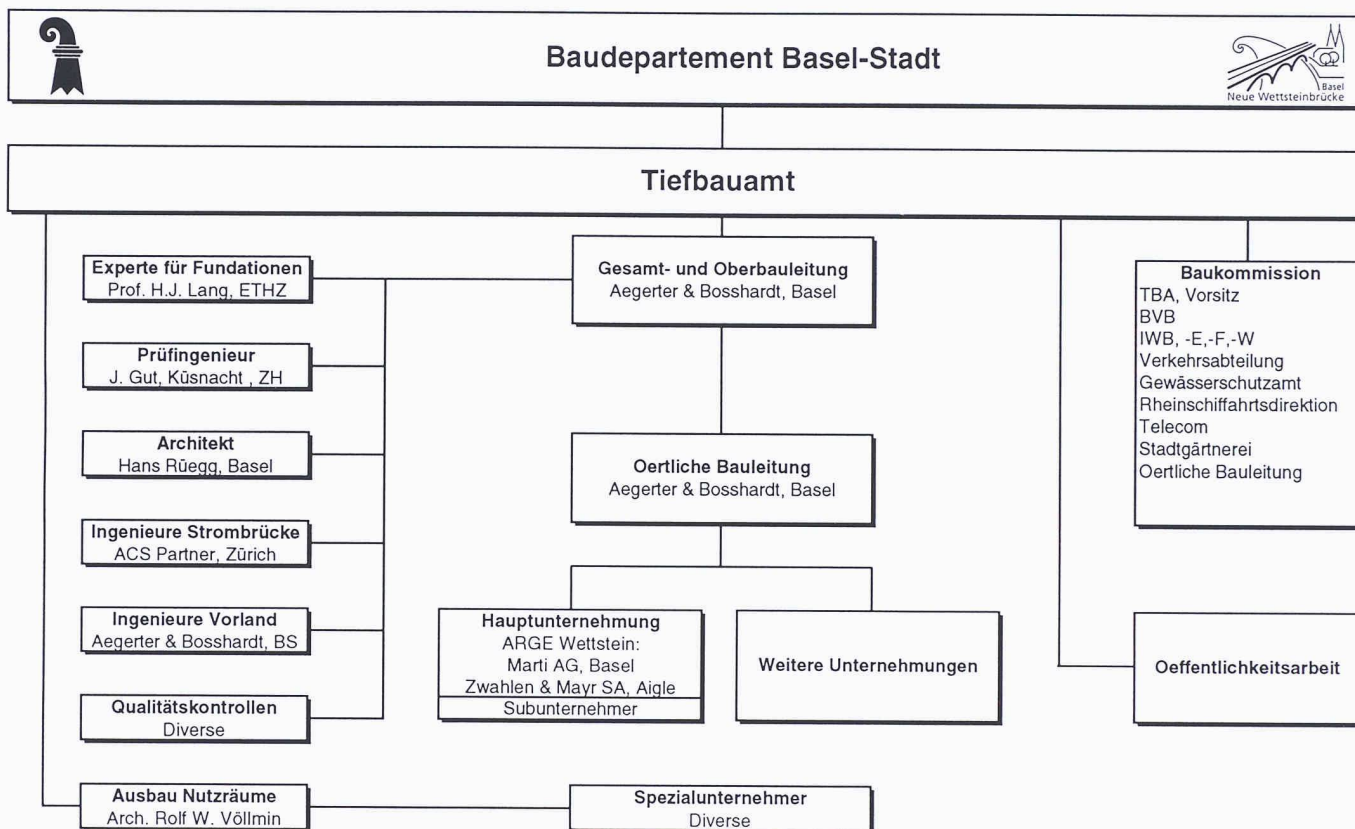 Baudepartement Basel-Stadt
Basel
Neue Wettsteinbrücke
Tiefbauamt
Experte für Fundationen
Prof. H.J. Lang, ETHZ
Prüfingenieur
J. Gut, Küsnacht , ZH
Architekt
Hans Rüegg, Basel
Ingenieure Strombrücke
ACS Partner, Zürich
Ingenieure Vorland
Aegerter & Bosshardt, BS
Qualitätskontrollen
Diverse
Ausbau Nutzräume
Arch. Rolf W. Völlmin
Gesamt- und Oberbauleitung
Aegerter & Bosshardt, Basel
Oertliche Bauleitung
Aegerter & Bosshardt, Basel
Hauptunternehmung
ARGE Wettstein:
Marti AG, Basel
Zwahlen & Mayr SA, Aigle
Subunternehmer
Weitere Unternehmungen
Spezialunternehmer
Diverse
Baukommission
TBA, Vorsitz
BVB
IWB, -E,-F,-W
Verkehrsabteilung
Gewässerschutzamt
Rheinschiffahrtsdirektion
Telecom
Stadtgärtnerei
Oertliche Bauleitung
Oeffentlichkeitsarbeit